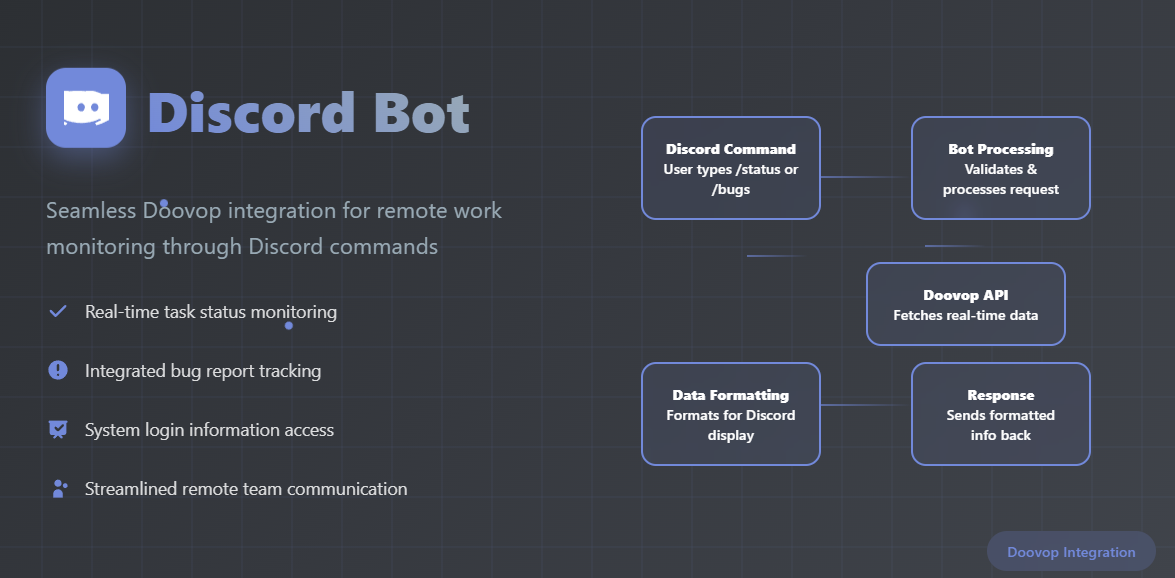 Discord Bot
Seamless Doovop integration for remote work
monitoring through Discord commands
Real-time task status monitoring
Integrated bug report tracking
System login information access
Streamlined remote team communication
Discord Command
User types /status or
/bugs
Bot Processing
Validates &
processes request
Doovop API
Fetches real-time data
Data Formatting
Formats for Discord
display
Response
Sends formatted
info back
Doovop Integration